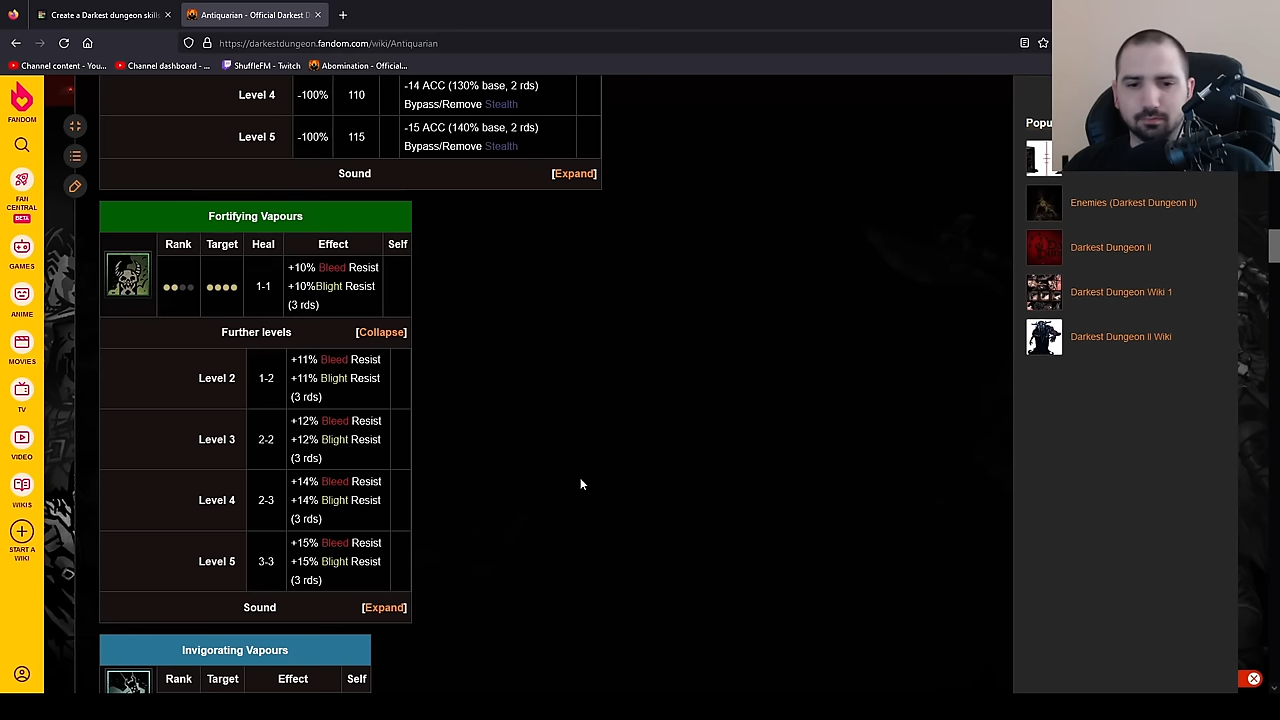 Create a Darkest dungeon skills
Antiquarian - Official Darkest D
https://darkestdungeon.fandom.com/wiki/Antiquarian
Channel content - You...
Channel dashboard - ...
ShuffleFM - Twitch
Abomination - Official...
FANDOM
FAN
CENTRAL
BETA
GAMES
ANIME
MOVIES
TV
VIDEO
WIKIS
START A
WIKI
Level 4 -100% 110 -14 ACC (130% base, 2 rds)
Bypass/Remove Stealth
Level 5 -100% 115 -15 ACC (140% base, 2 rds)
Bypass/Remove Stealth
Sound [Expand]
Fortifying Vapours
Rank Target Heal Effect Self
1-1 +10% Bleed Resist
+10%Blight Resist
(3 rds)
Further levels [Collapse]
Level 2 1-2 +11% Bleed Resist
+11% Blight Resist
(3 rds)
Level 3 2-2 +12% Bleed Resist
+12% Blight Resist
(3 rds)
Level 4 2-3 +14% Bleed Resist
+14% Blight Resist
(3 rds)
Level 5 3-3 +15% Bleed Resist
+15% Blight Resist
(3 rds)
Sound [Expand]
Invigorating Vapours
Rank Target Effect Self
Popu
Enemies (Darkest Dungeon II)
Darkest Dungeon II
Darkest Dungeon Wiki 1
Darkest Dungeon II Wiki